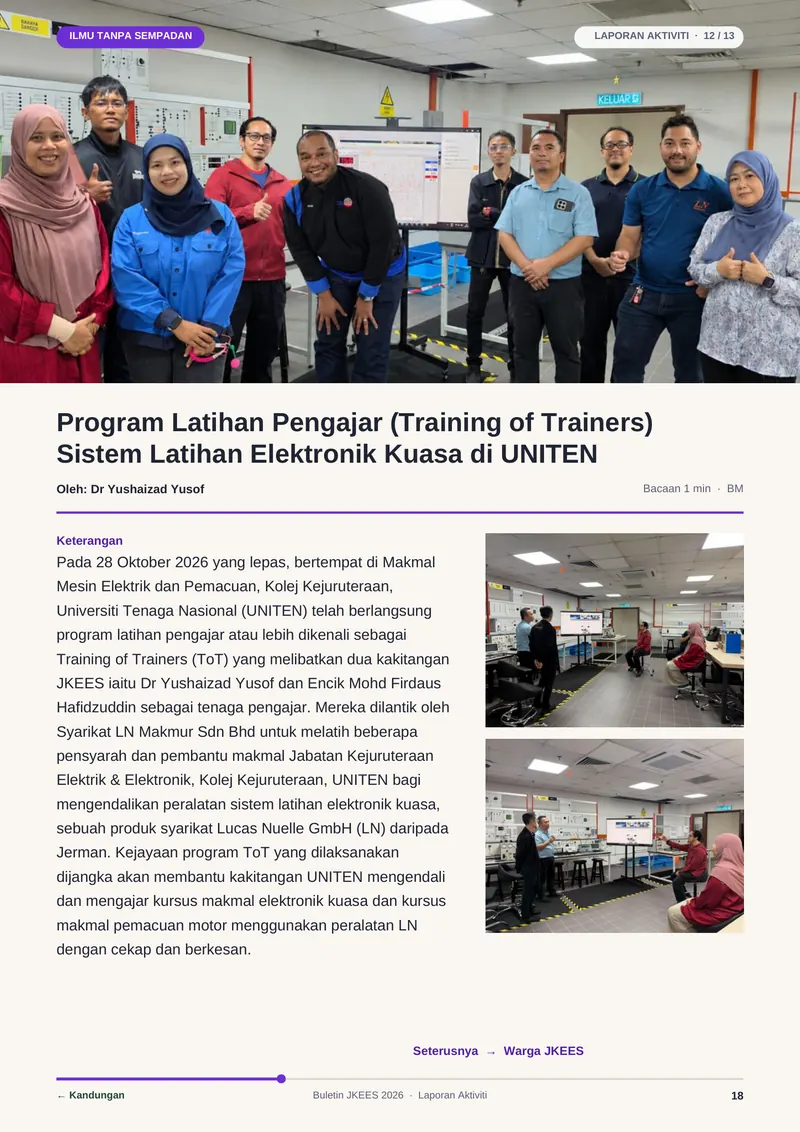 ILMU TANPA SEMPADAN
LAPORAN AKTIVITI · 12 / 13
KELUAR
LN
Program Latihan Pengajar (Training of Trainers)
Sistem Latihan Elektronik Kuasa di UNITEN
Oleh: Dr Yushaizad Yusof
Bacaan 1 min · BM
Keterangan
Pada 28 Oktober 2026 yang lepas, bertempat di Makmal
Mesin Elektrik dan Pemacuan, Kolej Kejuruteraan,
Universiti Tenaga Nasional (UNITEN) telah berlangsung
program latihan pengajar atau lebih dikenali sebagai
Training of Trainers (ToT) yang melibatkan dua kakitangan
JKEES iaitu Dr Yushaizad Yusof dan Encik Mohd Firdaus
Hafidzuddin sebagai tenaga pengajar. Mereka dilantik oleh
Syarikat LN Makmur Sdn Bhd untuk melatih beberapa
pensyarah dan pembantu makmal Jabatan Kejuruteraan
Elektrik & Elektronik, Kolej Kejuruteraan, UNITEN bagi
mengendalikan peralatan sistem latihan elektronik kuasa,
sebuah produk syarikat Lucas Nuelle GmbH (LN) daripada
Jerman. Kejayaan program ToT yang dilaksanakan
dijangka akan membantu kakitangan UNITEN mengendali
dan mengajar kursus makmal elektronik kuasa dan kursus
makmal pemacuan motor menggunakan peralatan LN
dengan cekap dan berkesan.
Seterusnya → Warga JKEES
← Kandungan
Buletin JKEES 2026 · Laporan Aktiviti
18